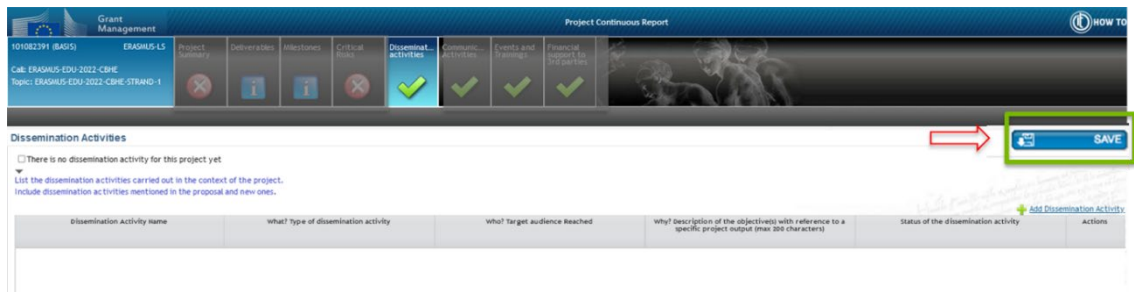 Grant
Management
Project Continuous Report
HOW TO
101082391 (BASIS) ERASMUS-LS
Call: ERASMUS-EDU-2022-CBHE
Topic: ERASMUS-EDU-2022-CBHE-STRAND-1
Project Summary
Deliverables
Milestones
Critical Risks
Disseminat... activities
Communic... Activities
Events and Trainings
Financial support to 3rd parties
Dissemination Activities
SAVE
There is no dissemination activity for this project yet
List the dissemination activities carried out in the context of the project.
Include dissemination activities mentioned in the proposal and new ones.
Add Dissemination Activity
Dissemination Activity Name
What? Type of dissemination activity
Who? Target audience Reached
Why? Description of the objective(s) with reference to a
specific project output (max 200 characters)
Status of the dissemination activity
Actions